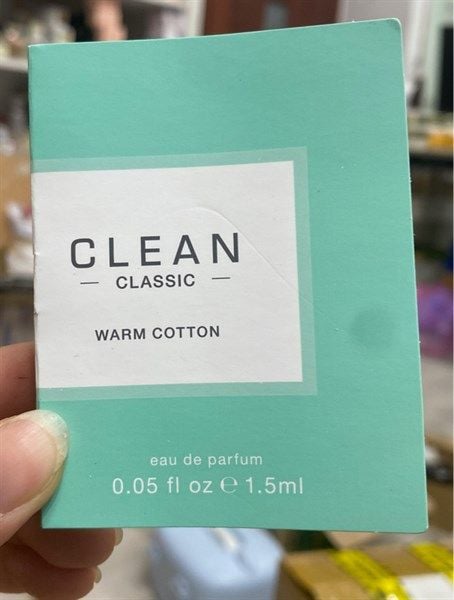 CLEAN
— CLASSIC —
WARM COTTON
eau de parfum
0.05 fl oz ℮ 1.5ml